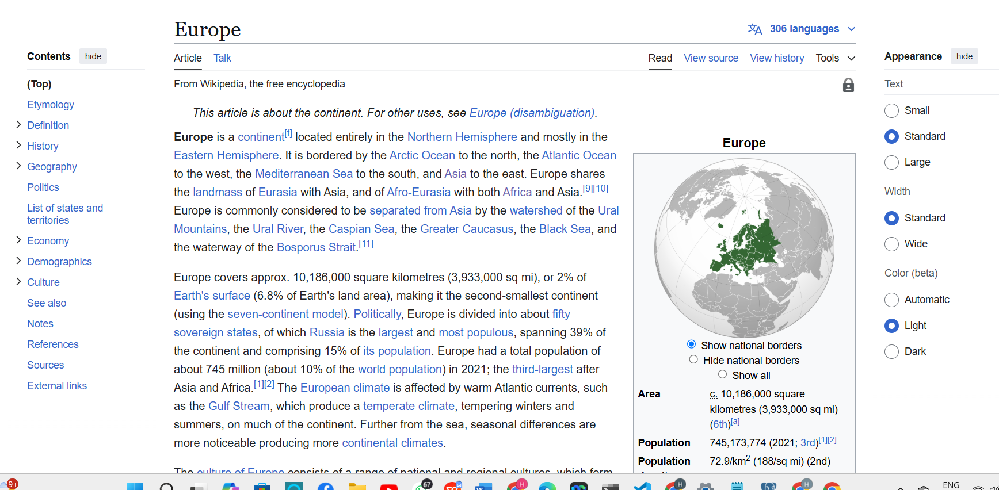 Europe
306 languages
Contents hide
Article Talk
Read View source View history Tools
Appearance hide
(Top)
Etymology
Definition
History
Geography
Politics
List of states and
territories
Economy
Demographics
Culture
See also
Notes
References
Sources
External links
From Wikipedia, the free encyclopedia
This article is about the continent. For other uses, see Europe (disambiguation).
Europe is a continent[t] located entirely in the Northern Hemisphere and mostly in the
Eastern Hemisphere. It is bordered by the Arctic Ocean to the north, the Atlantic Ocean
to the west, the Mediterranean Sea to the south, and Asia to the east. Europe shares
the landmass of Eurasia with Asia, and of Afro-Eurasia with both Africa and Asia.[9][10]
Europe is commonly considered to be separated from Asia by the watershed of the Ural
Mountains, the Ural River, the Caspian Sea, the Greater Caucasus, the Black Sea, and
the waterway of the Bosporus Strait.[11]
Europe covers approx. 10,186,000 square kilometres (3,933,000 sq mi), or 2% of
Earth's surface (6.8% of Earth's land area), making it the second-smallest continent
(using the seven-continent model). Politically, Europe is divided into about fifty
sovereign states, of which Russia is the largest and most populous, spanning 39% of
the continent and comprising 15% of its population. Europe had a total population of
about 745 million (about 10% of the world population) in 2021; the third-largest after
Asia and Africa.[1][2] The European climate is affected by warm Atlantic currents, such
as the Gulf Stream, which produce a temperate climate, tempering winters and
summers, on much of the continent. Further from the sea, seasonal differences are
more noticeable producing more continental climates.
The culture of Europe consists of a range of national and regional cultures, which form
Europe
Show national borders
Hide national borders
Show all
Area c. 10,186,000 square
kilometres (3,933,000 sq mi)
(6th)[a]
Population 745,173,774 (2021; 3rd)[1][2]
Population 72.9/km2 (188/sq mi) (2nd)
Text
Small
Standard
Large
Width
Standard
Wide
Color (beta)
Automatic
Light
Dark
9+
67
H
H
H
ENG